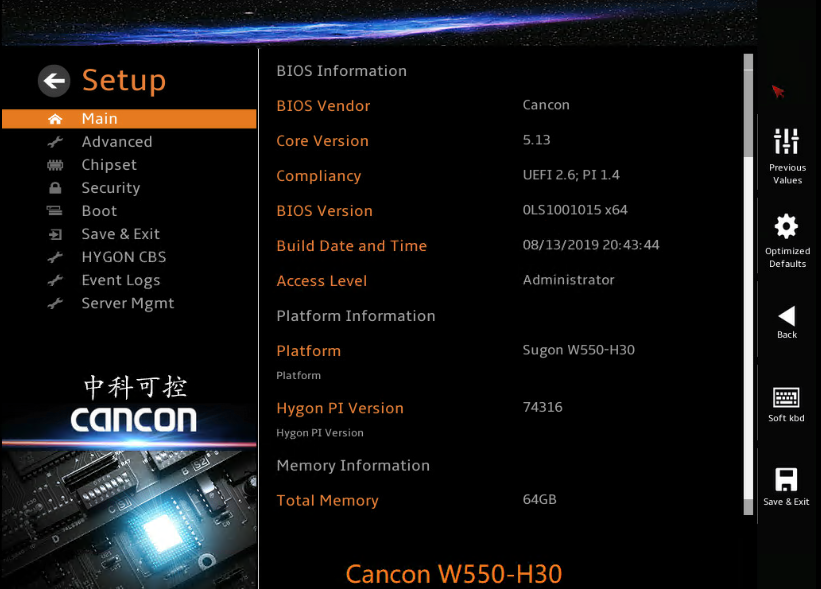 Setup
Main
Advanced
Chipset
Security
Boot
Save & Exit
HYGON CBS
Event Logs
Server Mgmt
中科可控
cancon
BIOS Information
BIOS Vendor Cancon
Core Version 5.13
Compliancy UEFI 2.6; PI 1.4
BIOS Version 0LS1001015 x64
Build Date and Time 08/13/2019 20:43:44
Access Level Administrator
Platform Information
Platform Sugon W550-H30
Platform
Hygon PI Version 74316
Hygon PI Version
Memory Information
Total Memory 64GB
Cancon W550-H30
Previous
Values
Optimized
Defaults
Back
Soft kbd
Save & Exit